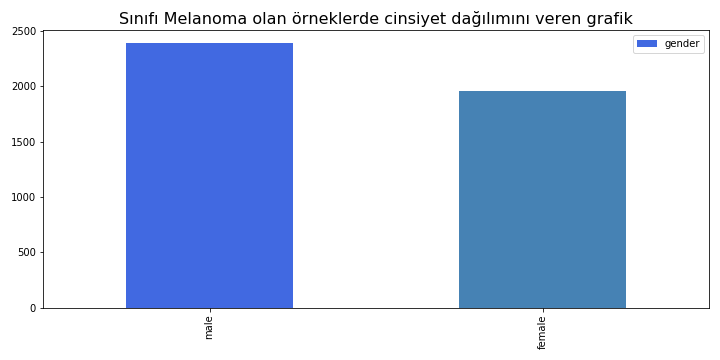 Sınıfı Melanoma olan örneklerde cinsiyet dağılımını veren grafik
gender
2500
2000
1500
1000
500
0
male
female